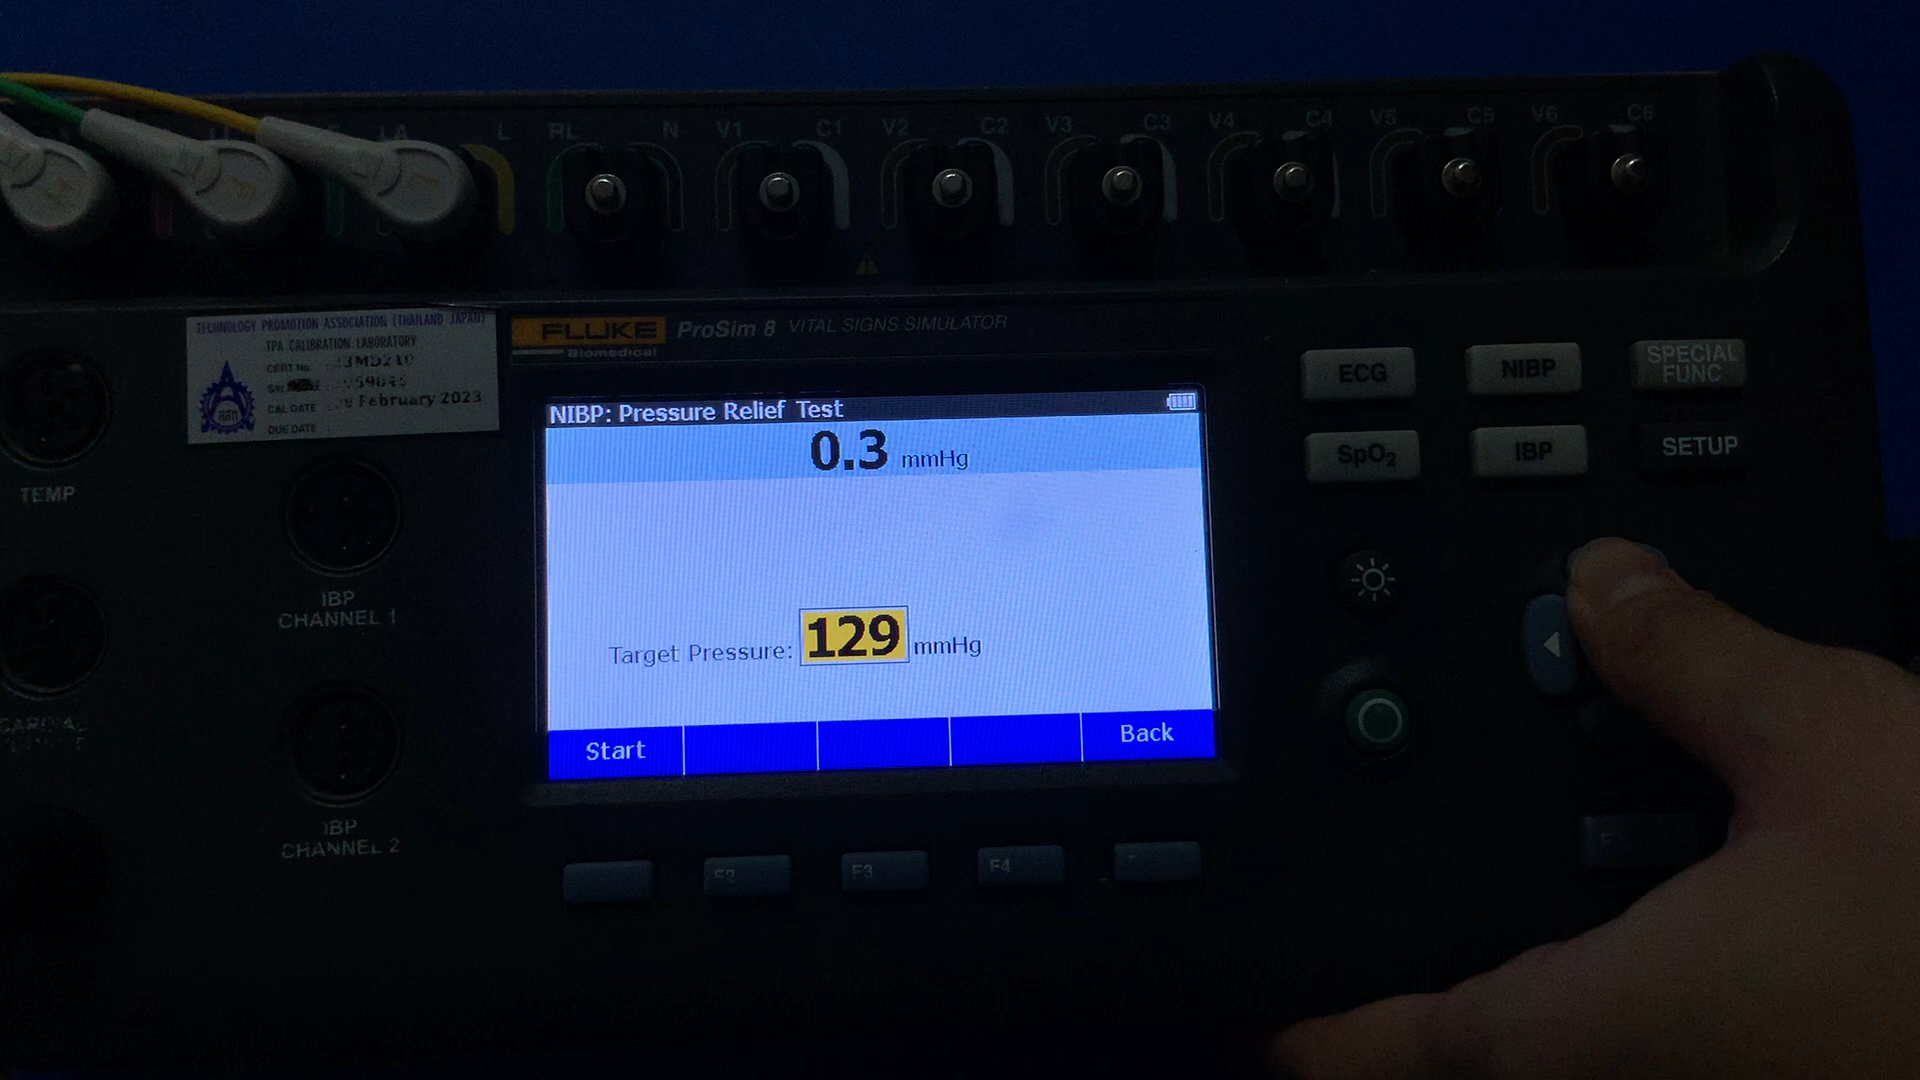 LA L RL N V1 C1 V2 C2 V3 C3 V4 C4 V5 C5 V6 C6
TECHNOLOGY PROMOTION ASSOCIATION (THAILAND JAPAN)
TPA CALIBRATION LABORATORY
CERT No. : 23MD210
S/N
CAL DATE : February 2023
DUE DATE :
FLUKE
Biomedical
ProSim 8 VITAL SIGNS SIMULATOR
NIBP: Pressure Relief Test
0.3 mmHg
Target Pressure: 129 mmHg
Start
Back
ECG
NIBP
SPECIAL
FUNC
SpO2
IBP
SETUP
TEMP
IBP
CHANNEL 1
IBP
CHANNEL 2
F2
F3
F4